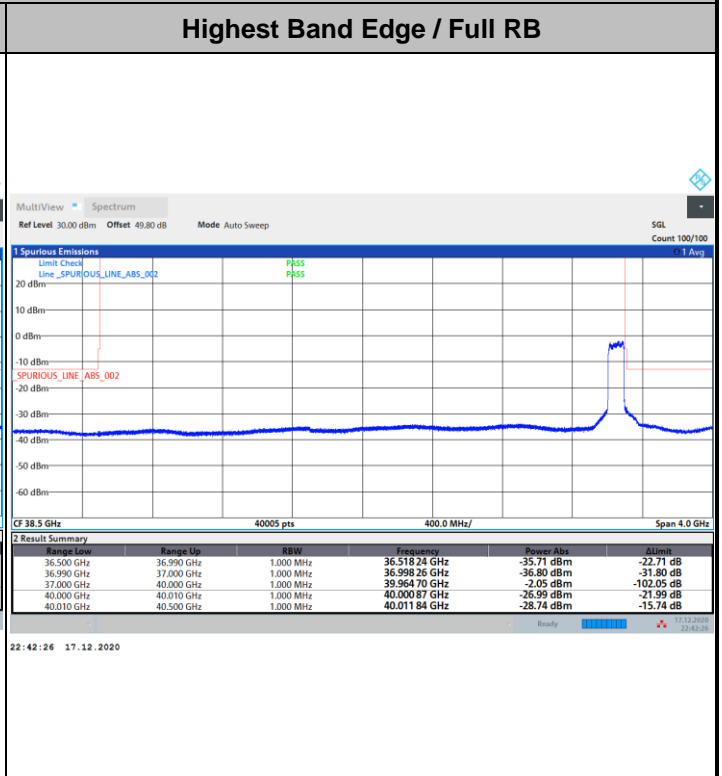 Highest Band Edge / Full RB
MultiView Spectrum
Ref Level 30.00 dBm Offset 49.80 dB Mode Auto Sweep SGL
Count 100/100
1 Spurious Emissions 1 Avg
Limit Check PASS
Line _SPURIOUS_LINE_ABS_002 PASS
20 dBm
10 dBm
0 dBm
-10 dBm
_SPURIOUS_LINE_ABS_002
-20 dBm
-30 dBm
-40 dBm
-50 dBm
-60 dBm
CF 38.5 GHz 40005 pts 400.0 MHz/ Span 4.0 GHz
2 Result Summary
Range Low Range Up RBW Frequency Power Abs ΔLimit
36.500 GHz 36.990 GHz 1.000 MHz 36.518 24 GHz -35.71 dBm -22.71 dB
36.990 GHz 37.000 GHz 1.000 MHz 36.998 26 GHz -36.80 dBm -31.80 dB
37.000 GHz 40.000 GHz 1.000 MHz 39.964 70 GHz -2.05 dBm -102.05 dB
40.000 GHz 40.010 GHz 1.000 MHz 40.000 87 GHz -26.99 dBm -21.99 dB
40.010 GHz 40.500 GHz 1.000 MHz 40.011 84 GHz -28.74 dBm -15.74 dB
Ready 17.12.2020
22:42:26
22:42:26 17.12.2020